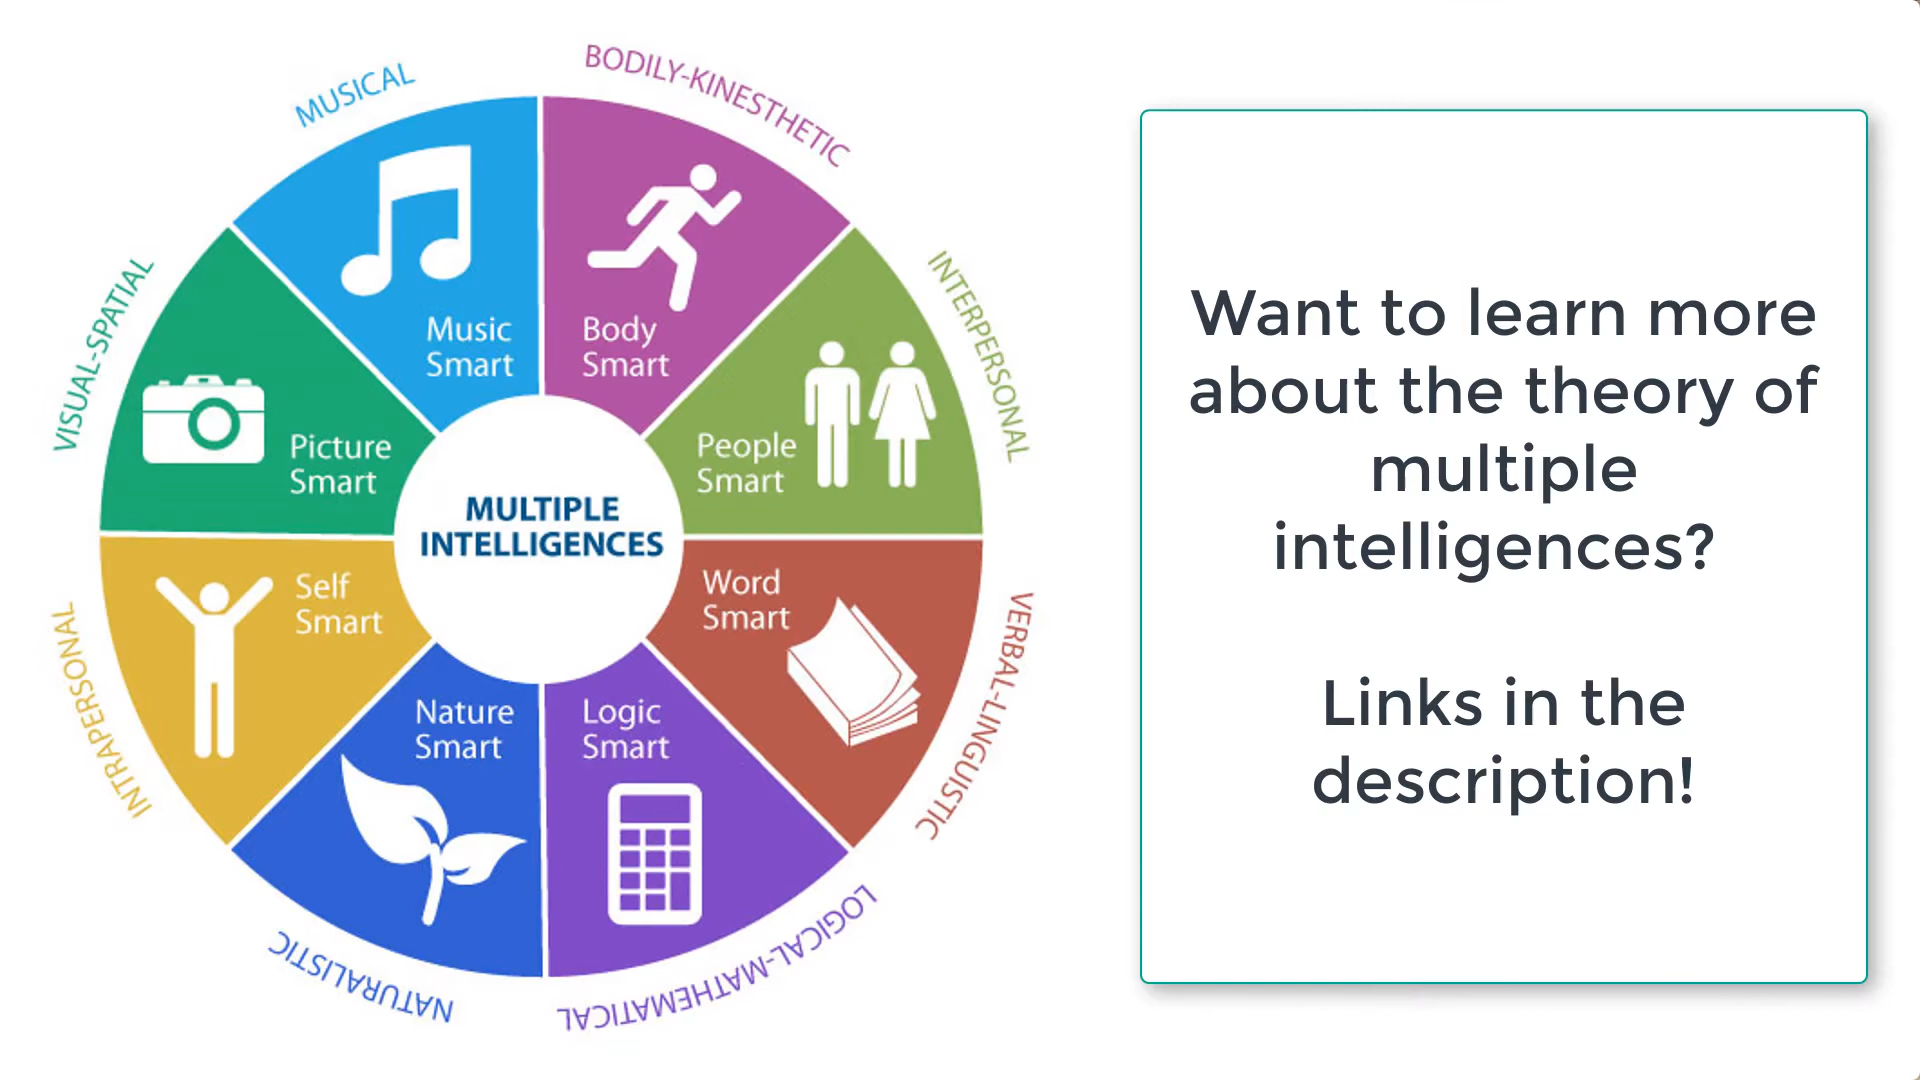 MUSICAL
BODILY-KINESTHETIC
INTERPERSONAL
VERBAL-LINGUISTIC
LOGICAL-MATHEMATICAL
NATURALISTIC
INTRAPERSONAL
VISUAL-SPATIAL
Music
Smart
Body
Smart
People
Smart
Word
Smart
Logic
Smart
Nature
Smart
Self
Smart
Picture
Smart
MULTIPLE
INTELLIGENCES
Want to learn more
about the theory of
multiple
intelligences?
Links in the
description!